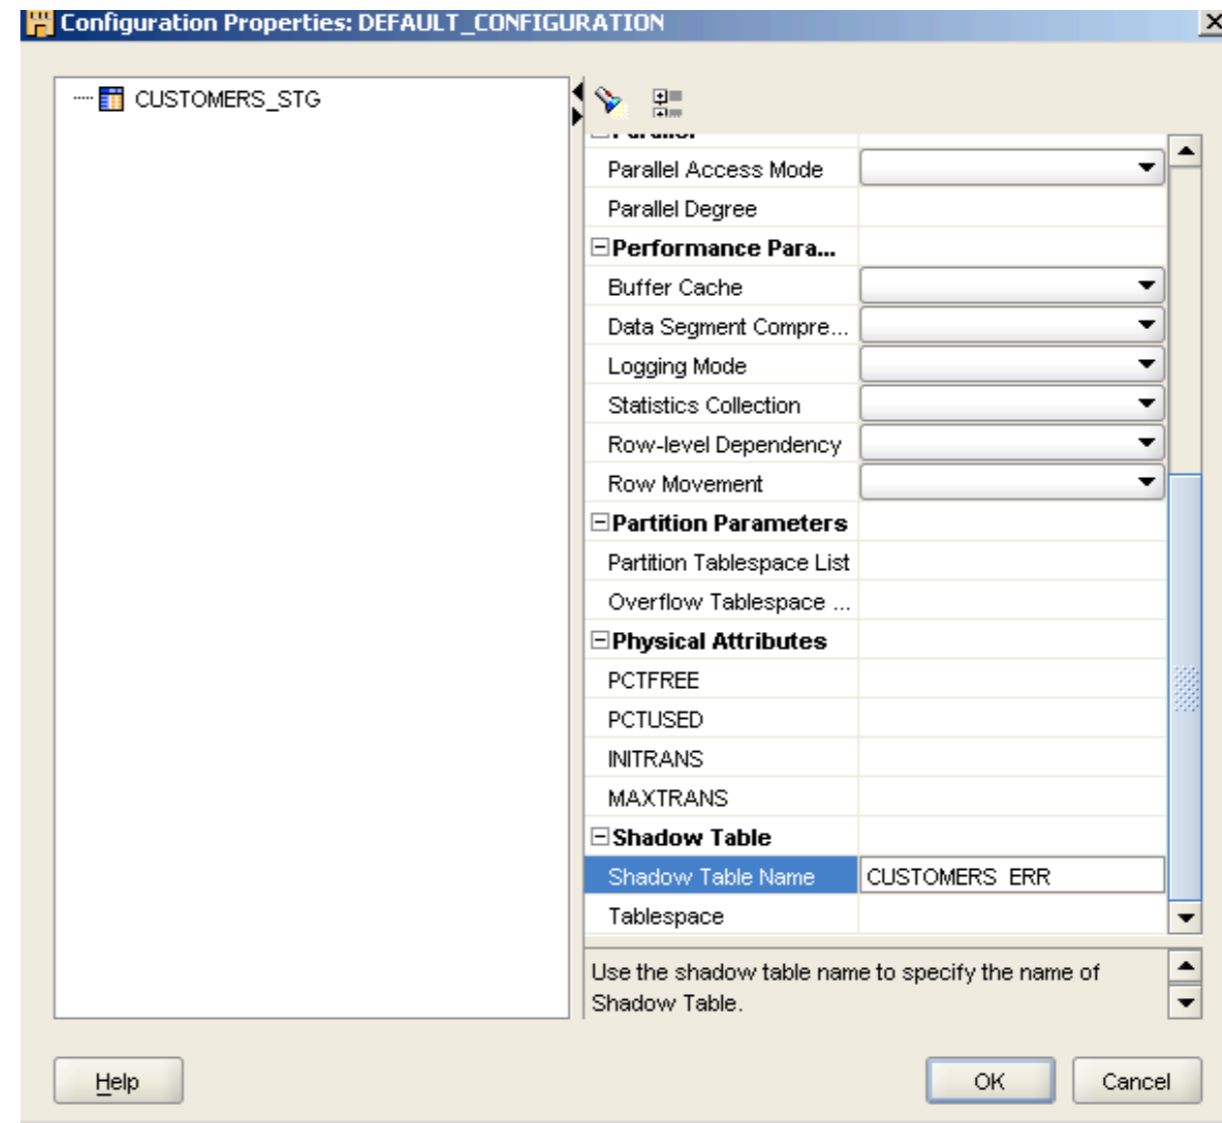 Configuration Properties: DEFAULT_CONFIGURATION
CUSTOMERS_STG
Parallel
Parallel Access Mode
Parallel Degree
Performance Para...
Buffer Cache
Data Segment Compre...
Logging Mode
Statistics Collection
Row-level Dependency
Row Movement
Partition Parameters
Partition Tablespace List
Overflow Tablespace ...
Physical Attributes
PCTFREE
PCTUSED
INITRANS
MAXTRANS
Shadow Table
Shadow Table Name CUSTOMERS_ERR
Tablespace
Use the shadow table name to specify the name of
Shadow Table.
Help OK Cancel